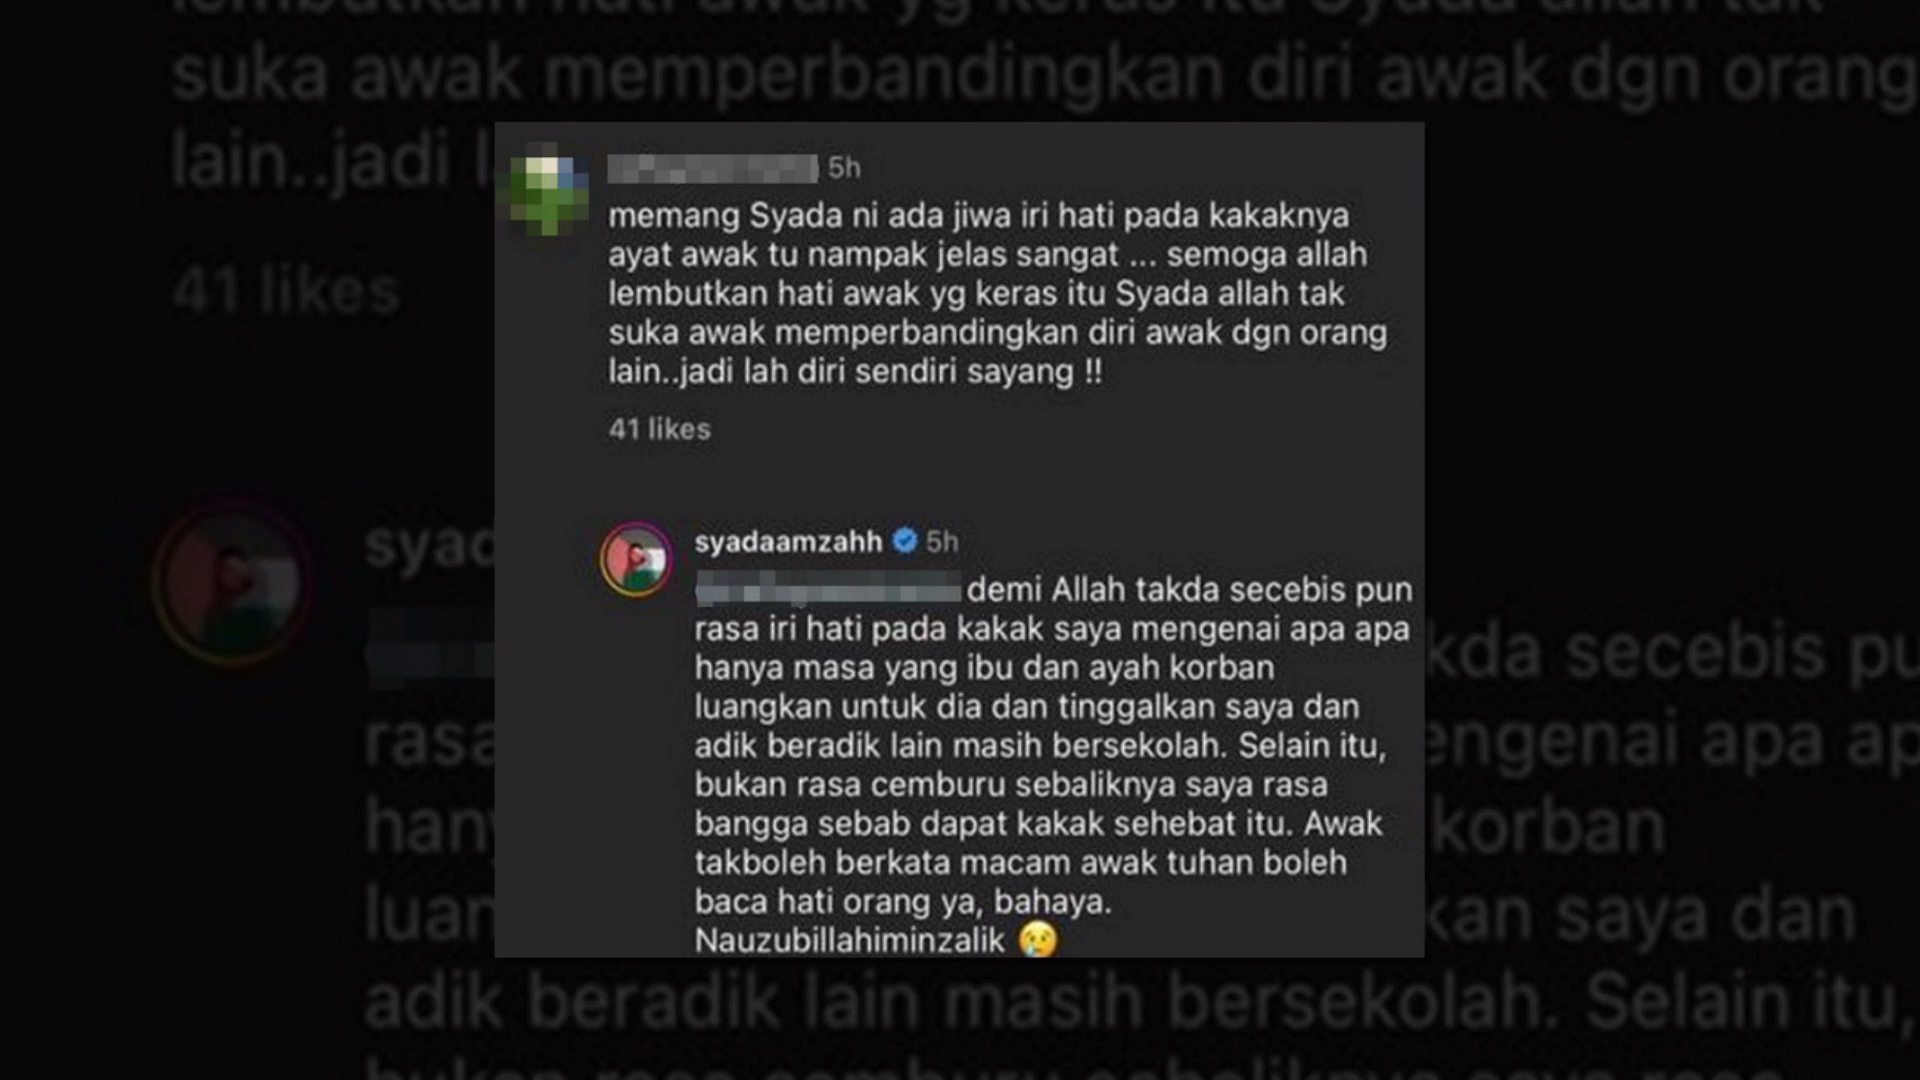 5h
memang Syada ni ada jiwa iri hati pada kakaknya
ayat awak tu nampak jelas sangat ... semoga allah
lembutkan hati awak yg keras itu Syada allah tak
suka awak memperbandingkan diri awak dgn orang
lain..jadi lah diri sendiri sayang !!
41 likes
syadaamzahh 5h
demi Allah takda secebis pun
rasa iri hati pada kakak saya mengenai apa apa
hanya masa yang ibu dan ayah korban
luangkan untuk dia dan tinggalkan saya dan
adik beradik lain masih bersekolah. Selain itu,
bukan rasa cemburu sebaliknya saya rasa
bangga sebab dapat kakak sehebat itu. Awak
takboleh berkata macam awak tuhan boleh
baca hati orang ya, bahaya.
Nauzubillahiminzalik 😢